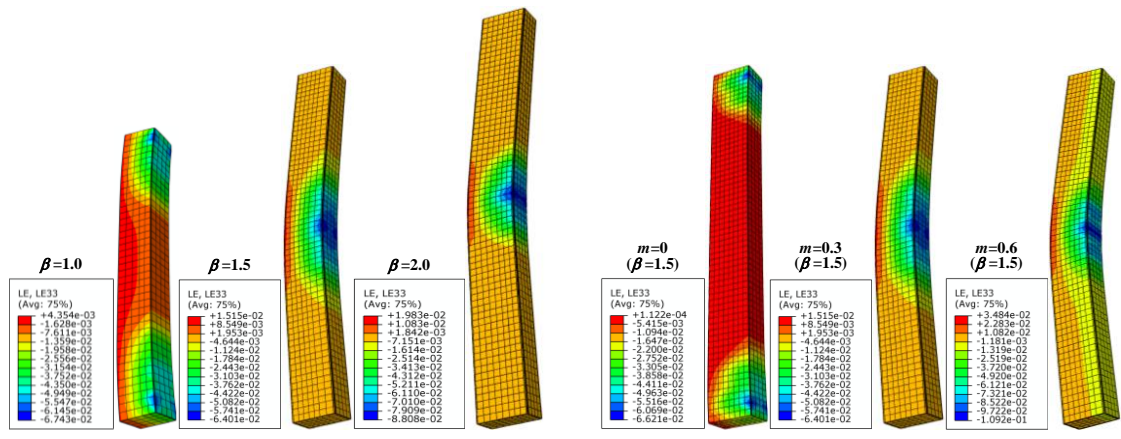 β=1.0
LE, LE33
(Avg: 75%)
+4.354e-03
-1.628e-03
-7.611e-03
-1.359e-02
-1.958e-02
-2.556e-02
-3.154e-02
-3.752e-02
-4.350e-02
-4.949e-02
-5.547e-02
-6.145e-02
-6.743e-02
β=1.5
LE, LE33
(Avg: 75%)
+1.515e-02
+8.549e-03
+1.953e-03
-4.644e-03
-1.124e-02
-1.784e-02
-2.443e-02
-3.103e-02
-3.762e-02
-4.422e-02
-5.082e-02
-5.741e-02
-6.401e-02
β=2.0
LE, LE33
(Avg: 75%)
+1.983e-02
+1.083e-02
+1.842e-03
-7.151e-03
-1.614e-02
-2.514e-02
-3.413e-02
-4.312e-02
-5.211e-02
-6.110e-02
-7.010e-02
-7.909e-02
-8.808e-02
m=0
(β=1.5)
LE, LE33
(Avg: 75%)
+1.122e-04
-5.415e-03
-1.094e-02
-1.647e-02
-2.200e-02
-2.752e-02
-3.305e-02
-3.858e-02
-4.411e-02
-4.963e-02
-5.516e-02
-6.069e-02
-6.621e-02
m=0.3
(β=1.5)
LE, LE33
(Avg: 75%)
+1.515e-02
+8.549e-03
+1.953e-03
-4.644e-03
-1.124e-02
-1.784e-02
-2.443e-02
-3.103e-02
-3.762e-02
-4.422e-02
-5.082e-02
-5.741e-02
-6.401e-02
m=0.6
(β=1.5)
LE, LE33
(Avg: 75%)
+3.484e-02
+2.283e-02
+1.082e-02
-1.181e-03
-1.319e-02
-2.519e-02
-3.720e-02
-4.920e-02
-6.121e-02
-7.321e-02
-8.522e-02
-9.722e-02
-1.092e-01